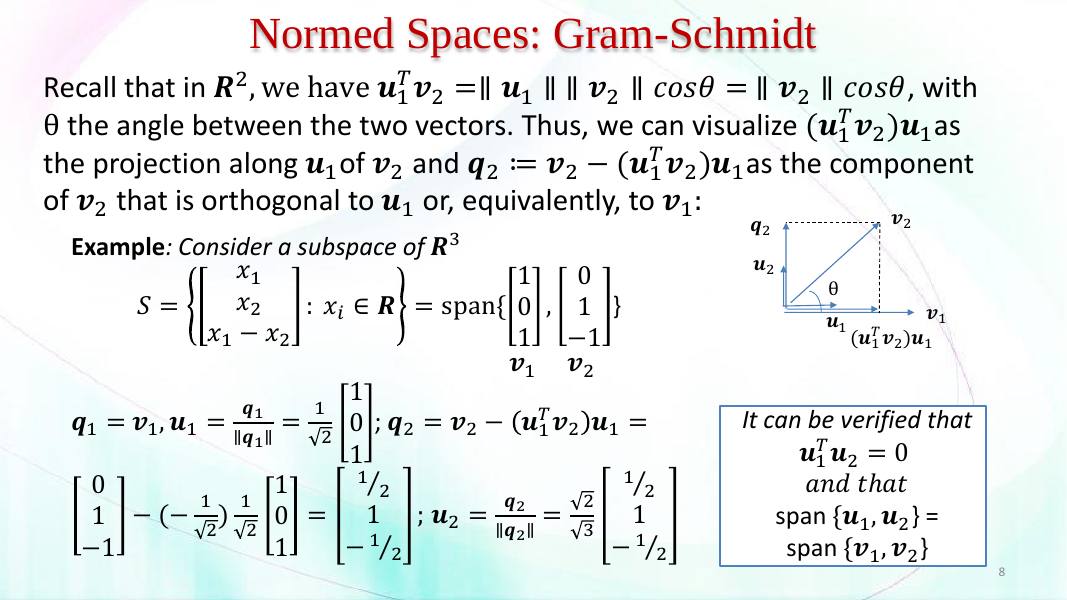 Normed Spaces: Gram-Schmidt
Recall that in 𝑹², we have 𝒖₁ᵀ𝒗₂ =∥ 𝒖₁ ∥ ∥ 𝒗₂ ∥ 𝑐𝑜𝑠𝜃 = ∥ 𝒗₂ ∥ 𝑐𝑜𝑠𝜃, with
θ the angle between the two vectors. Thus, we can visualize (𝒖₁ᵀ𝒗₂)𝒖₁as
the projection along 𝒖₁of 𝒗₂ and 𝒒₂ ≔ 𝒗₂ − (𝒖₁ᵀ𝒗₂)𝒖₁as the component
of 𝒗₂ that is orthogonal to 𝒖₁ or, equivalently, to 𝒗₁:
Example: Consider a subspace of 𝑹³
𝑆 = {[𝑥₁; 𝑥₂; 𝑥₁ − 𝑥₂] : 𝑥ᵢ ∈ 𝑹} = span{[1; 0; 1], [0; 1; −1]}
𝒗₁ 𝒗₂
𝒒₂ 𝒗₂
𝒖₂ θ
𝒖₁ 𝒗₁
(𝒖₁ᵀ𝒗₂)𝒖₁
𝒒₁ = 𝒗₁, 𝒖₁ = 𝒒₁/‖𝒒₁‖ = 1/√2 [1; 0; 1]; 𝒒₂ = 𝒗₂ − (𝒖₁ᵀ𝒗₂)𝒖₁ =
[0; 1; −1] − (− 1/√2) 1/√2 [1; 0; 1] = [1/2; 1; − 1/2] ; 𝒖₂ = 𝒒₂/‖𝒒₂‖ = √2/√3 [1/2; 1; − 1/2]
It can be verified that
𝒖₁ᵀ𝒖₂ = 0
𝑎𝑛𝑑 𝑡ℎ𝑎𝑡
span {𝒖₁, 𝒖₂} =
span {𝒗₁, 𝒗₂}
8